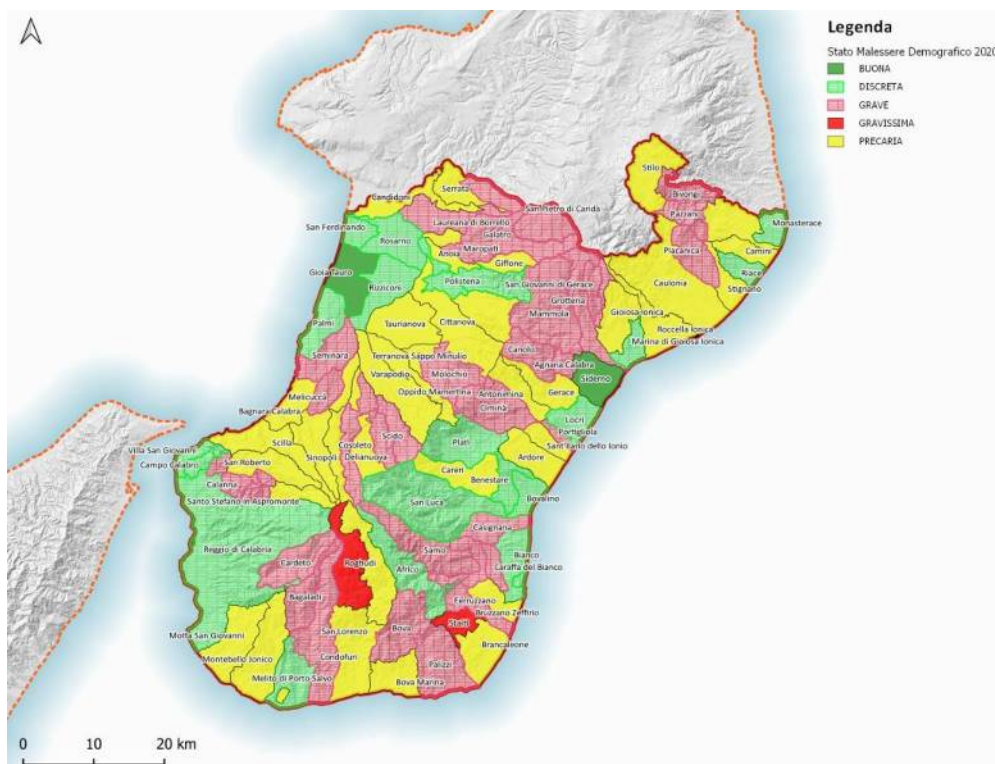 Legenda
Stato Malessere Demografico 2020
BUONA
DISCRETA
GRAVE
GRAVISSIMA
PRECARIA
Stilo
Bivongi
Pazzano
Serrata
Candidoni
San Pietro di Caridà
Laureana di Borrello
San Ferdinando
Galatro
Rosarno
Monasterace
Maropati
Anoia
Placanica
Camini
Giffone
Gioia Tauro
Riace
Polistena
San Giovanni di Gerace
Caulonia
Rizziconi
Stignano
Grotteria
Mammola
Gioiosa Ionica
Palmi
Taurianova
Cittanova
Roccella Ionica
Marina di Gioiosa Ionica
Canolo
Seminara
Terranova Sappo Minulio
Agnana Calabra
Varapodio
Molochio
Siderno
Oppido Mamertina
Antonimina
Gerace
Melicuccà
Ciminà
Bagnara Calabra
Locri
Portigliola
Scido
Cosoleto
Scilla
Platì
Sant'Ilario dello Ionio
Villa San Giovanni
Sinopoli
Delianuova
Ardore
Campo Calabro
San Roberto
Careri
Benestare
Calanna
San Luca
Bovalino
Santo Stefano in Aspromonte
Casignana
Reggio di Calabria
Samo
Bianco
Cardeto
Roghudi
Africo
Caraffa del Bianco
Bagaladi
Ferruzzano
Bruzzano Zeffirio
Staiti
Motta San Giovanni
San Lorenzo
Bova
Brancaleone
Montebello Ionico
Condofuri
Palizzi
Melito di Porto Salvo
Bova Marina
0 10 20 km